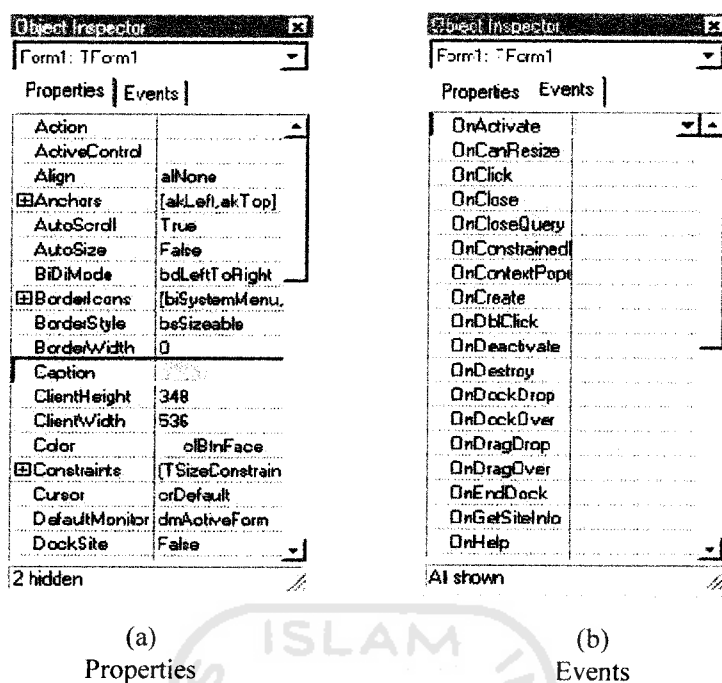 Object Inspector
Form1: TForm1
Properties Events
Action
ActiveControl
Align alNone
Anchors [akLeft,akTop]
AutoScroll True
AutoSize False
BiDiMode bdLeftToRight
BorderIcons [biSystemMenu,
BorderStyle bsSizeable
BorderWidth 0
Caption
ClientHeight 348
ClientWidth 536
Color clBtnFace
Constraints (TSizeConstrain
Cursor crDefault
DefaultMonitor dmActiveForm
DockSite False
2 hidden
(a)
Properties
Object Inspector
Form1: TForm1
Properties Events
OnActivate
OnCanResize
OnClick
OnClose
OnCloseQuery
OnConstrained
OnContextPopu
OnCreate
OnDblClick
OnDeactivate
OnDestroy
OnDockDrop
OnDockOver
OnDragDrop
OnDragOver
OnEndDock
OnGetSiteInfo
OnHelp
All shown
(b)
Events
ISLAM